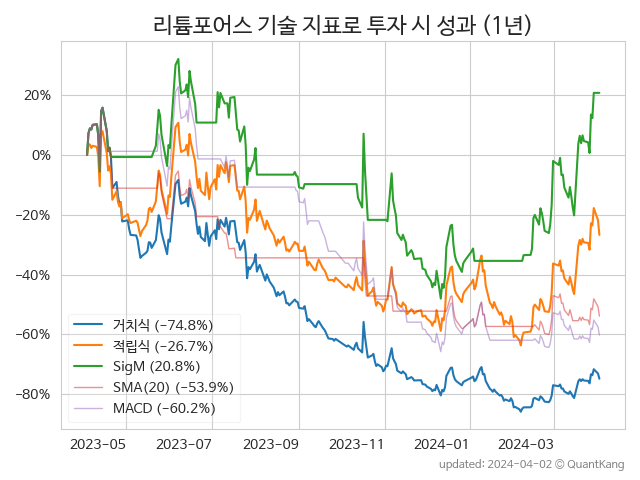 리튬포어스 기술 지표로 투자 시 성과 (1년)
20%
0%
−20%
−40%
−60%
−80%
거치식 (−74.8%)
적립식 (−26.7%)
SigM (20.8%)
SMA(20) (−53.9%)
MACD (−60.2%)
2023−05 2023−07 2023−09 2023−11 2024−01 2024−03
updated: 2024−04−02 © QuantKang